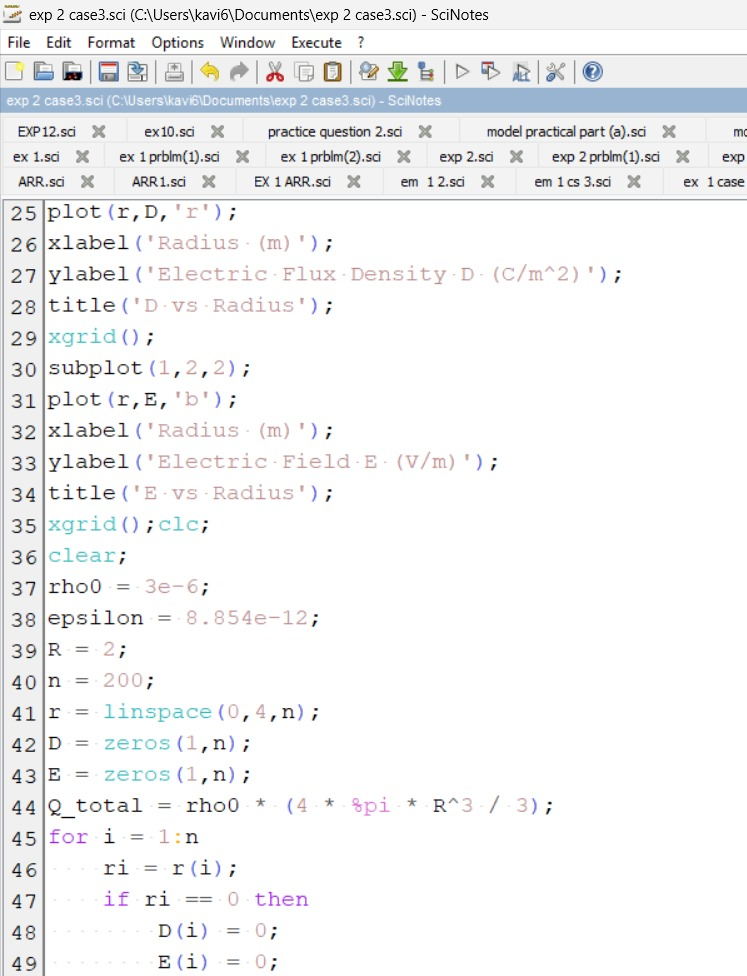 exp 2 case3.sci (C:\Users\kavi6\Documents\exp 2 case3.sci) - SciNotes
File Edit Format Options Window Execute ?
exp 2 case3.sci (C:\Users\kavi6\Documents\exp 2 case3.sci) - SciNotes
EXP12.sci ex10.sci practice question 2.sci model practical part (a).sci mc
ex 1.sci ex 1 prblm(1).sci ex 1 prblm(2).sci exp 2.sci exp 2 prblm(1).sci exp
ARR.sci ARR1.sci EX 1 ARR.sci em 1 2.sci em 1 cs 3.sci ex 1 case
25 plot(r,D,'r');
26 xlabel('Radius (m)');
27 ylabel('Electric Flux Density D (C/m^2)');
28 title('D vs Radius');
29 xgrid();
30 subplot(1,2,2);
31 plot(r,E,'b');
32 xlabel('Radius (m)');
33 ylabel('Electric Field E (V/m)');
34 title('E vs Radius');
35 xgrid();clc;
36 clear;
37 rho0 = 3e-6;
38 epsilon = 8.854e-12;
39 R = 2;
40 n = 200;
41 r = linspace(0,4,n);
42 D = zeros(1,n);
43 E = zeros(1,n);
44 Q_total = rho0 * (4 * %pi * R^3 / 3);
45 for i = 1:n
46 ri = r(i);
47 if ri == 0 then
48 D(i) = 0;
49 E(i) = 0;